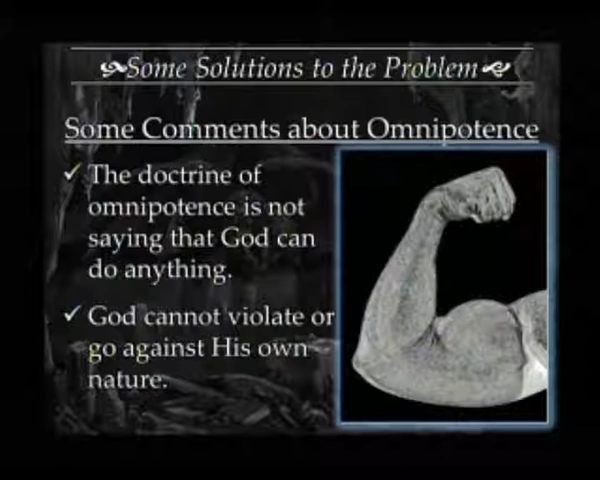 Some Solutions to the Problem
Some Comments about Omnipotence
The doctrine of
omnipotence is not
saying that God can
do anything.
God cannot violate or
go against His own
nature.